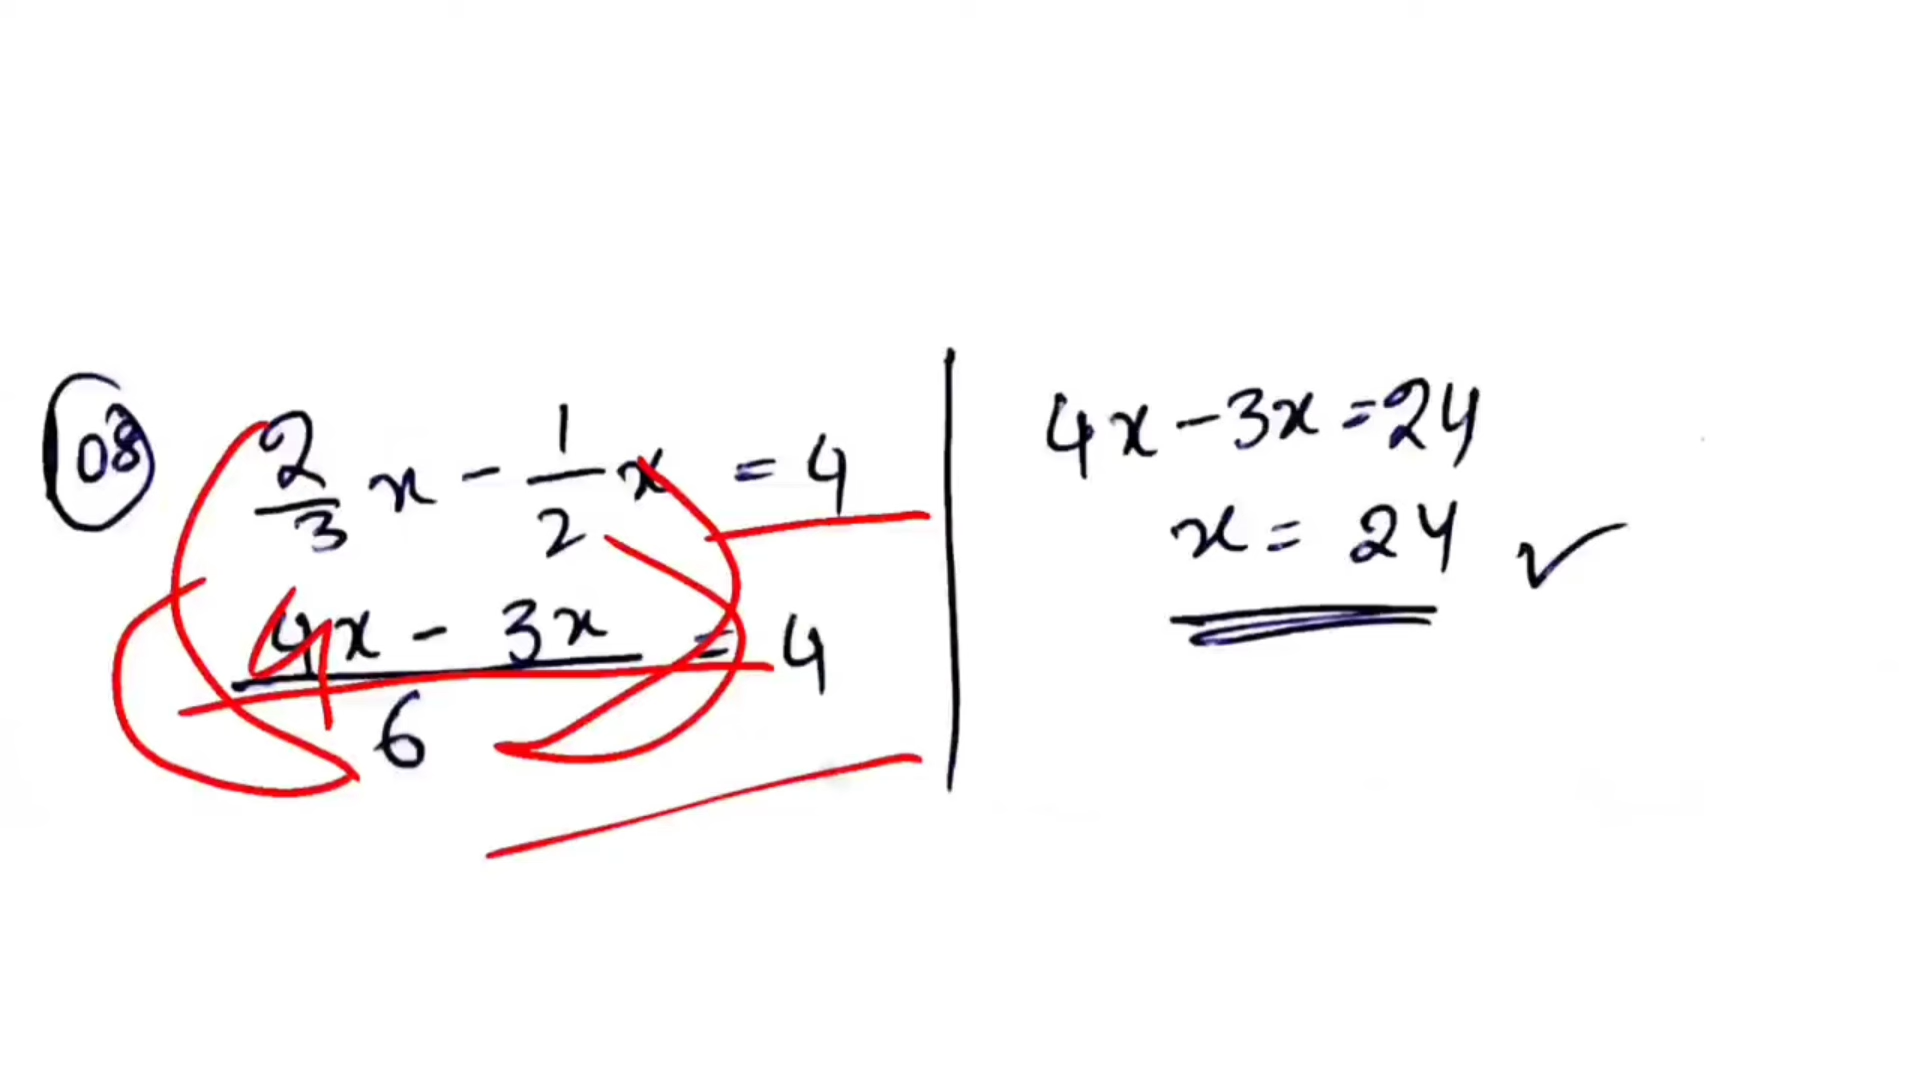 08
2/3 x - 1/2 x = 4
4x - 3x / 6 = 4
4x - 3x = 24
x = 24 ✓